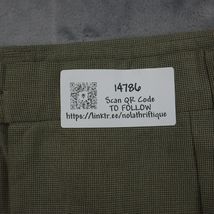 14786
Scan QR Code
TO FOLLOW
https://linktr.ee/nolathriftique